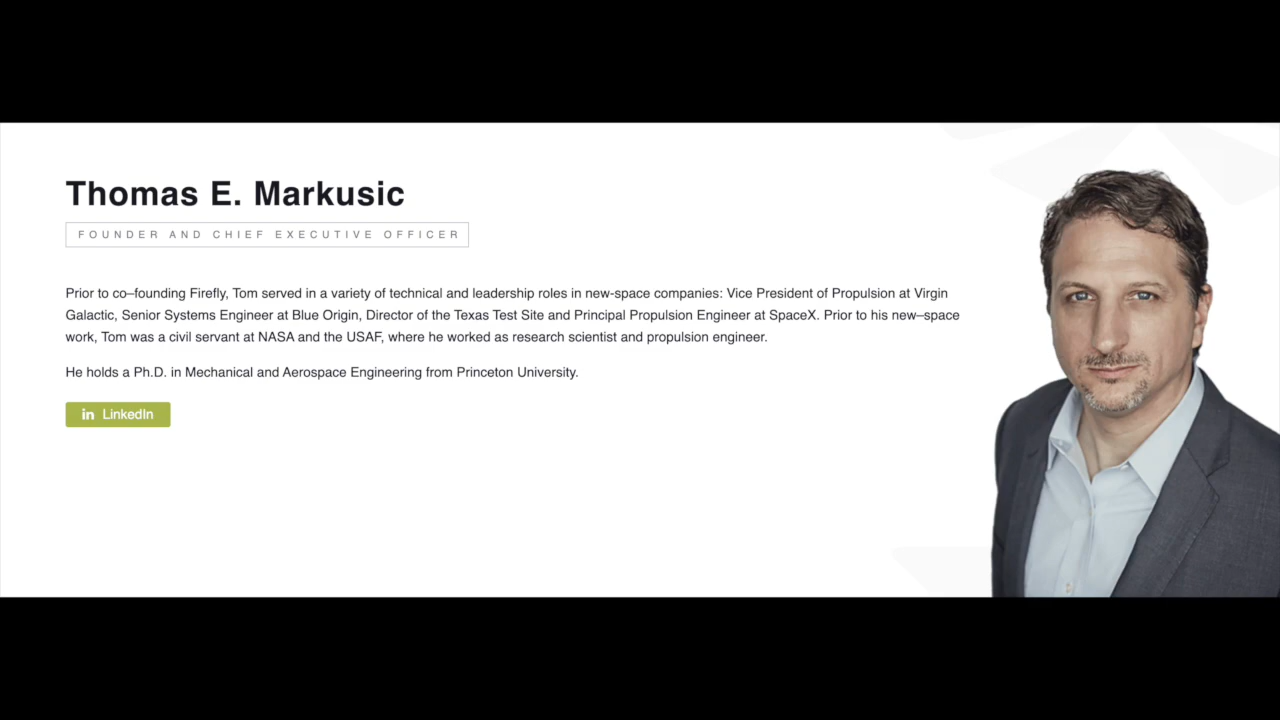 Thomas E. Markusic
FOUNDER AND CHIEF EXECUTIVE OFFICER
Prior to co–founding Firefly, Tom served in a variety of technical and leadership roles in new-space companies: Vice President of Propulsion at Virgin
Galactic, Senior Systems Engineer at Blue Origin, Director of the Texas Test Site and Principal Propulsion Engineer at SpaceX. Prior to his new–space
work, Tom was a civil servant at NASA and the USAF, where he worked as research scientist and propulsion engineer.
He holds a Ph.D. in Mechanical and Aerospace Engineering from Princeton University.
in LinkedIn